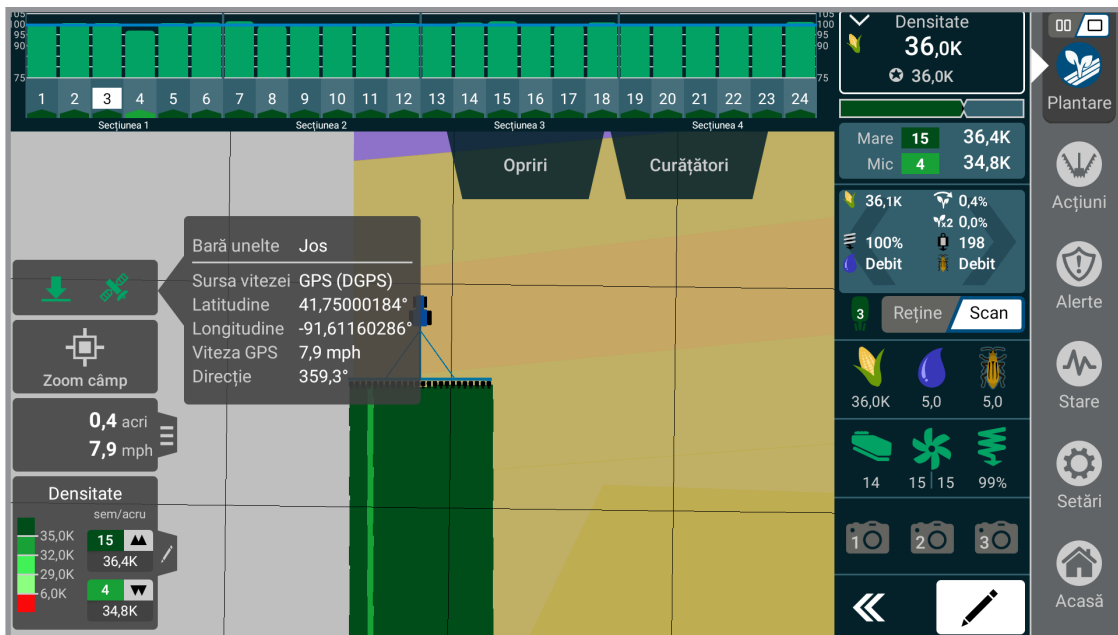 105
100
95
90
75
105
100
95
90
75
1 2 3 4 5 6 7 8 9 10 11 12 13 14 15 16 17 18 19 20 21 22 23 24
Secțiunea 1 Secțiunea 2 Secțiunea 3 Secțiunea 4
Opriri
Curățători
Bară unelte Jos
Sursa vitezei GPS (DGPS)
Latitudine 41,75000184°
Longitudine -91,61160286°
Viteza GPS 7,9 mph
Direcție 359,3°
Zoom câmp
0,4 acri
7,9 mph
Densitate
sem/acru
35,0K
32,0K
29,0K
6,0K
15
36,4K
4
34,8K
Densitate
36,0K
36,0K
Mare 15 36,4K
Mic 4 34,8K
36,1K 0,4%
x2 0,0%
100% 198
Debit Debit
3 Reține Scan
36,0K 5,0 5,0
14 15 | 15 99%
1 2 3
Plantare
Acțiuni
Alerte
Stare
Setări
Acasă